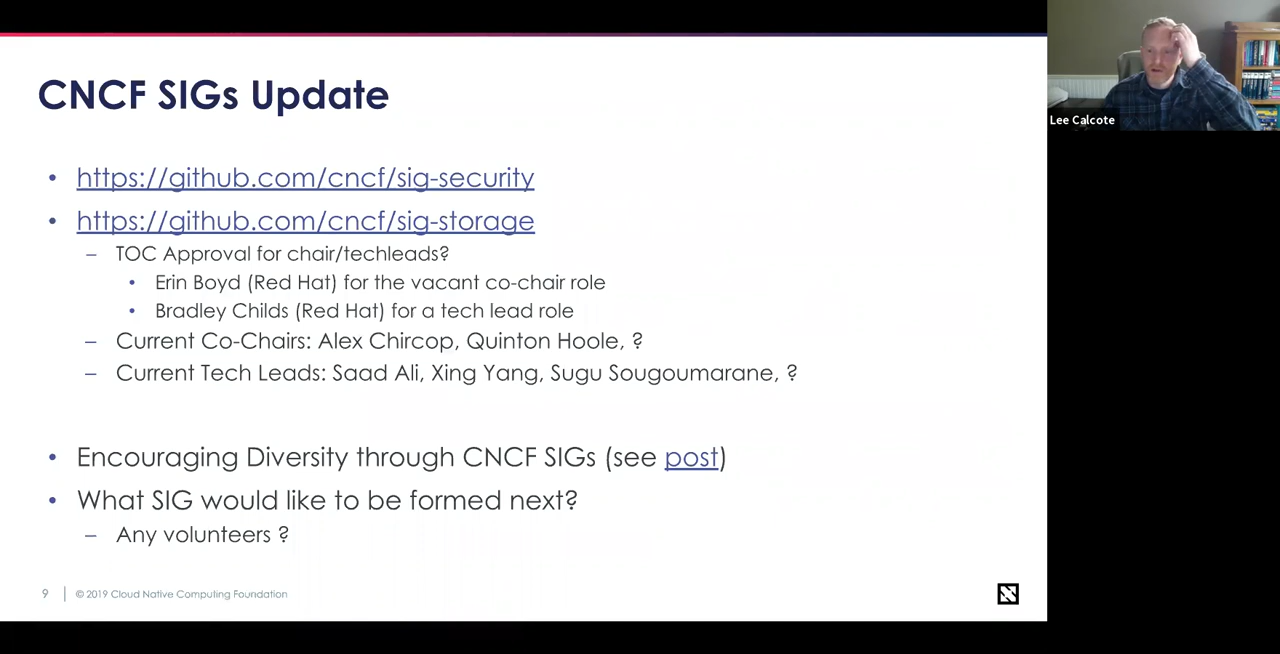 CNCF SIGs Update
• https://github.com/cncf/sig-security
• https://github.com/cncf/sig-storage
– TOC Approval for chair/techleads?
• Erin Boyd (Red Hat) for the vacant co-chair role
• Bradley Childs (Red Hat) for a tech lead role
– Current Co-Chairs: Alex Chircop, Quinton Hoole, ?
– Current Tech Leads: Saad Ali, Xing Yang, Sugu Sougoumarane, ?
• Encouraging Diversity through CNCF SIGs (see post)
• What SIG would like to be formed next?
– Any volunteers ?
9 | © 2019 Cloud Native Computing Foundation
Lee Calcote